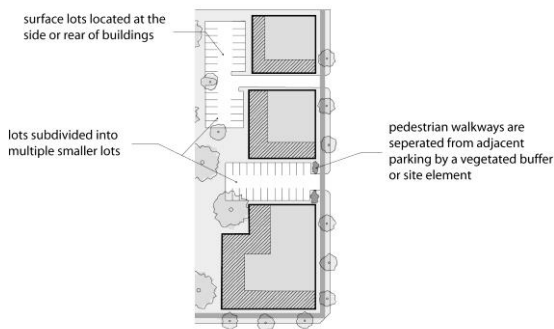 surface lots located at the
side or rear of buildings
lots subdivided into
multiple smaller lots
pedestrian walkways are
seperated from adjacent
parking by a vegetated buffer
or site element